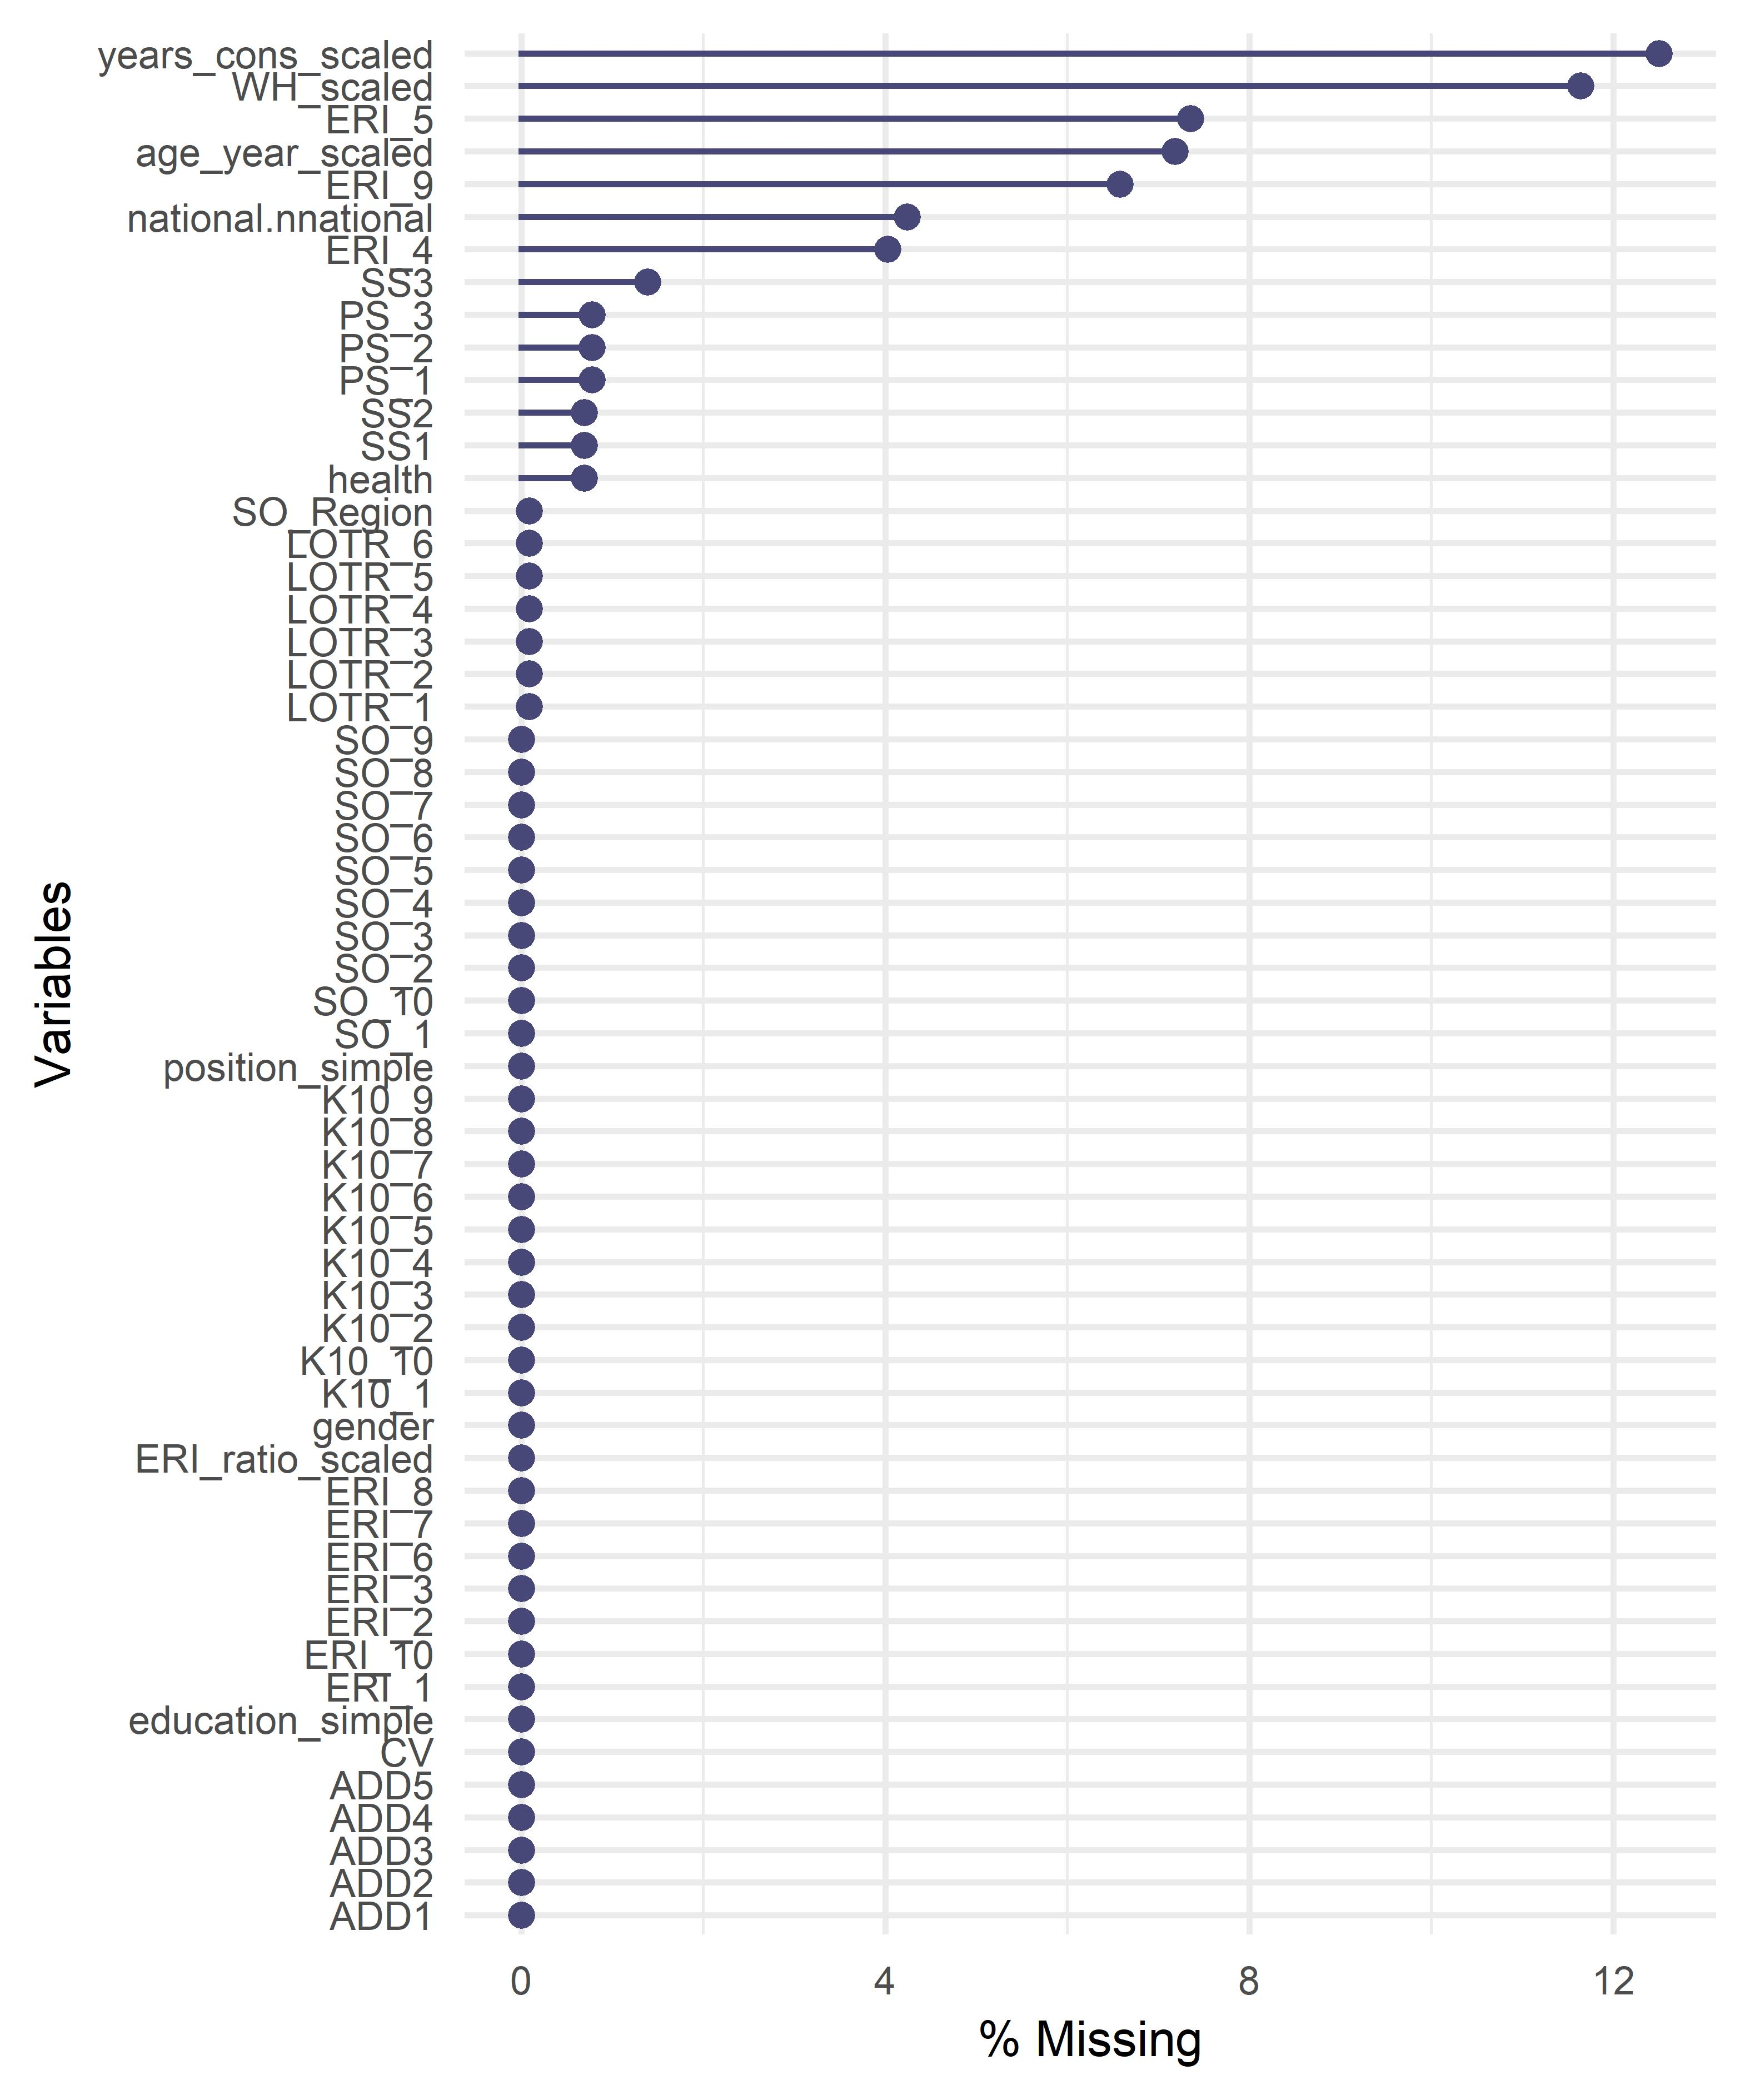 years_cons_scaled
WH_scaled
ERI_5
age_year_scaled
ERI_9
national.nnational
ERI_4
SS3
PS_3
PS_2
PS_1
SS2
SS1
health
SO_Region
LOTR_6
LOTR_5
LOTR_4
LOTR_3
LOTR_2
LOTR_1
SO_9
SO_8
SO_7
SO_6
SO_5
SO_4
SO_3
SO_2
SO_10
SO_1
position_simple
K10_9
K10_8
K10_7
K10_6
K10_5
K10_4
K10_3
K10_2
K10_10
K10_1
gender
ERI_ratio_scaled
ERI_8
ERI_7
ERI_6
ERI_3
ERI_2
ERI_10
ERI_1
education_simple
CV
ADD5
ADD4
ADD3
ADD2
ADD1
Variables
0 4 8 12
% Missing